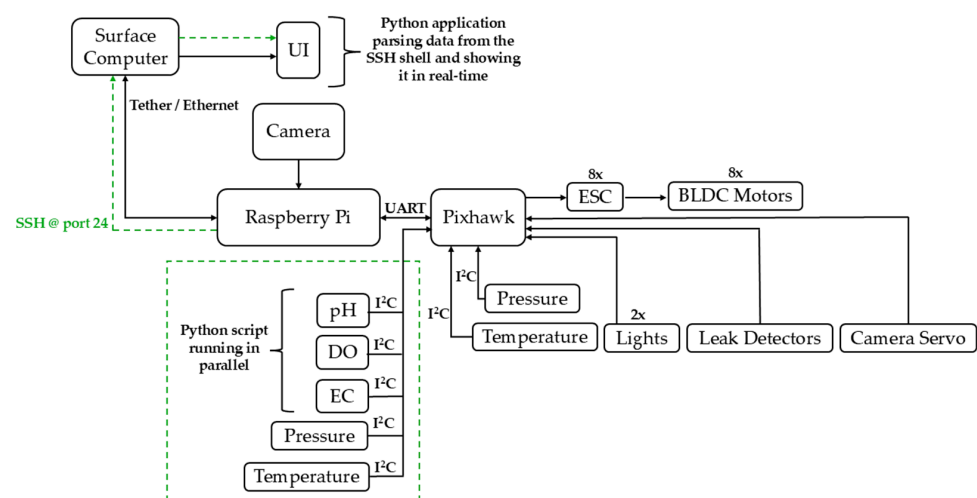 Surface
Computer
UI
Python application
parsing data from the
SSH shell and showing
it in real-time
Tether / Ethernet
Camera
SSH @ port 24
Raspberry Pi
UART
Pixhawk
8x
ESC
8x
BLDC Motors
I²C
Pressure
I²C
Temperature
2x
Lights
Leak Detectors
Camera Servo
Python script
running in
parallel
pH
I²C
DO
I²C
EC
I²C
Pressure
I²C
Temperature
I²C